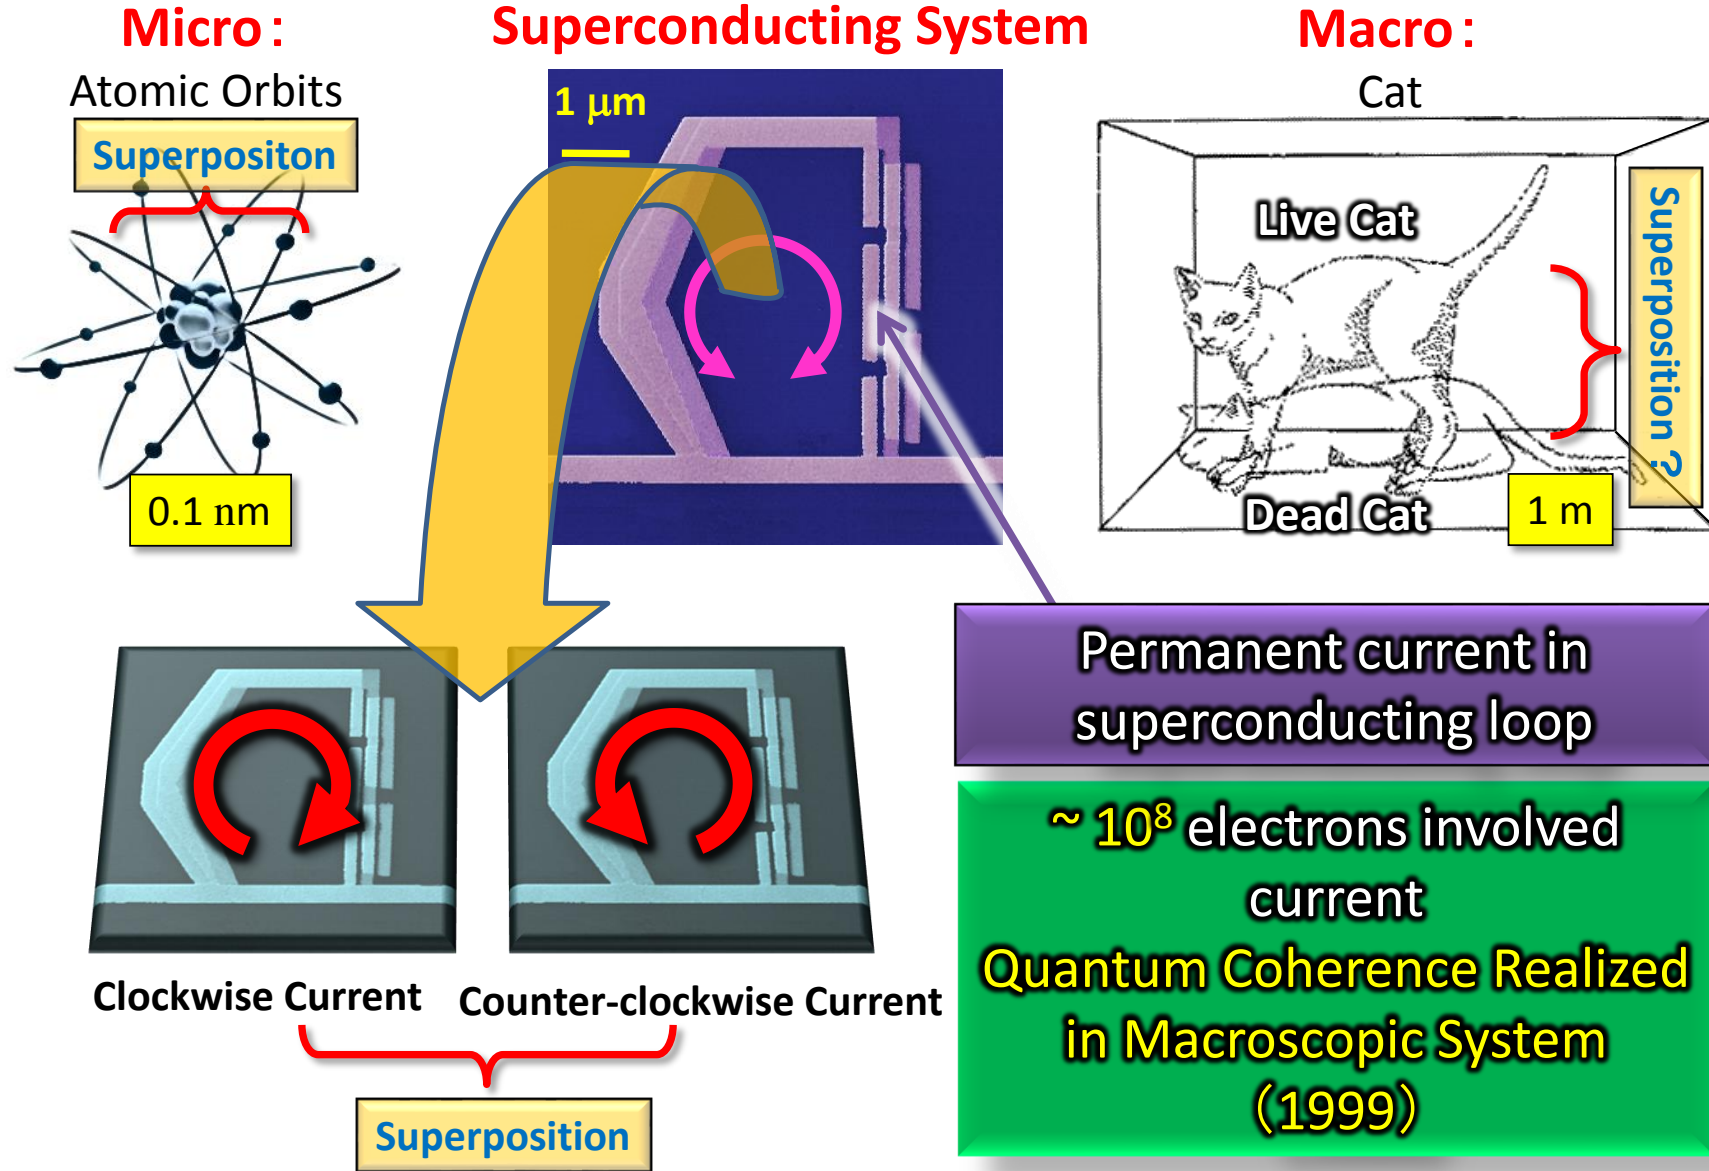 Micro:
Atomic Orbits
Superpositon
0.1 nm
Superconducting System
1 μm
Macro:
Cat
Live Cat
Superposition ?
Dead Cat
1 m
Permanent current in
superconducting loop
~ 10⁸ electrons involved
current
Quantum Coherence Realized
in Macroscopic System
（1999）
Clockwise Current
Counter-clockwise Current
Superposition